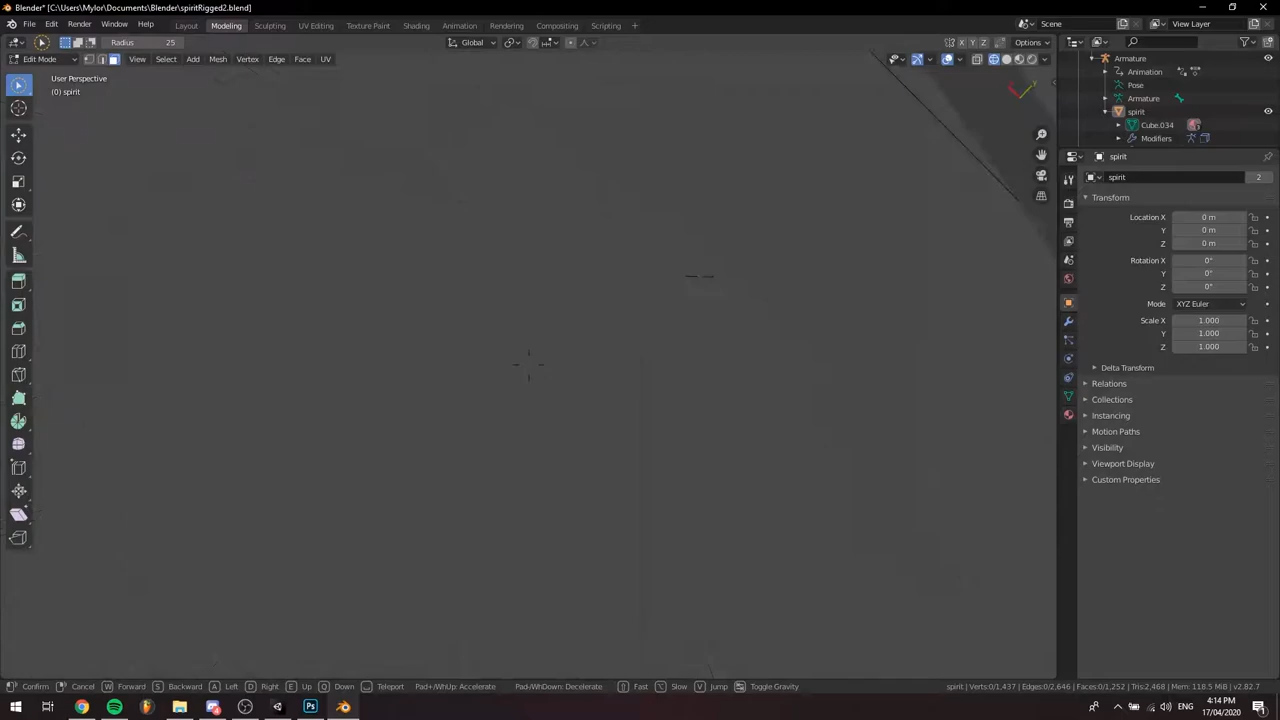 Blender* [C:\Users\Mylor\Documents\Blender\spiritRigged2.blend]
File Edit Render Window Help Layout Modeling Sculpting UV Editing Texture Paint Shading Animation Rendering Compositing Scripting Scene View Layer
Radius 25 Global X Y Z Options
Edit Mode View Select Add Mesh Vertex Edge Face UV
User Perspective
(0) spirit
Y
Armature
Animation
Pose
Armature
spirit
Cube.034
Modifiers
spirit
spirit 2
Transform
Location X 0 m
Y 0 m
Z 0 m
Rotation X 0°
Y 0°
Z 0°
Mode XYZ Euler
Scale X 1.000
Y 1.000
Z 1.000
Delta Transform
Relations
Collections
Instancing
Motion Paths
Visibility
Viewport Display
Custom Properties
Confirm Cancel W Forward S Backward A Left D Right E Up Q Down Teleport Pad+/WhUp: Accelerate Pad-/WhDown: Decelerate Fast Slow V Jump Toggle Gravity spirit | Verts:0/1,437 | Edges:0/2,646 | Faces:0/1,252 | Tris:2,468 | Mem: 118.5 MiB | v2.82.7
Ps ENG 4:14 PM
17/04/2020 1